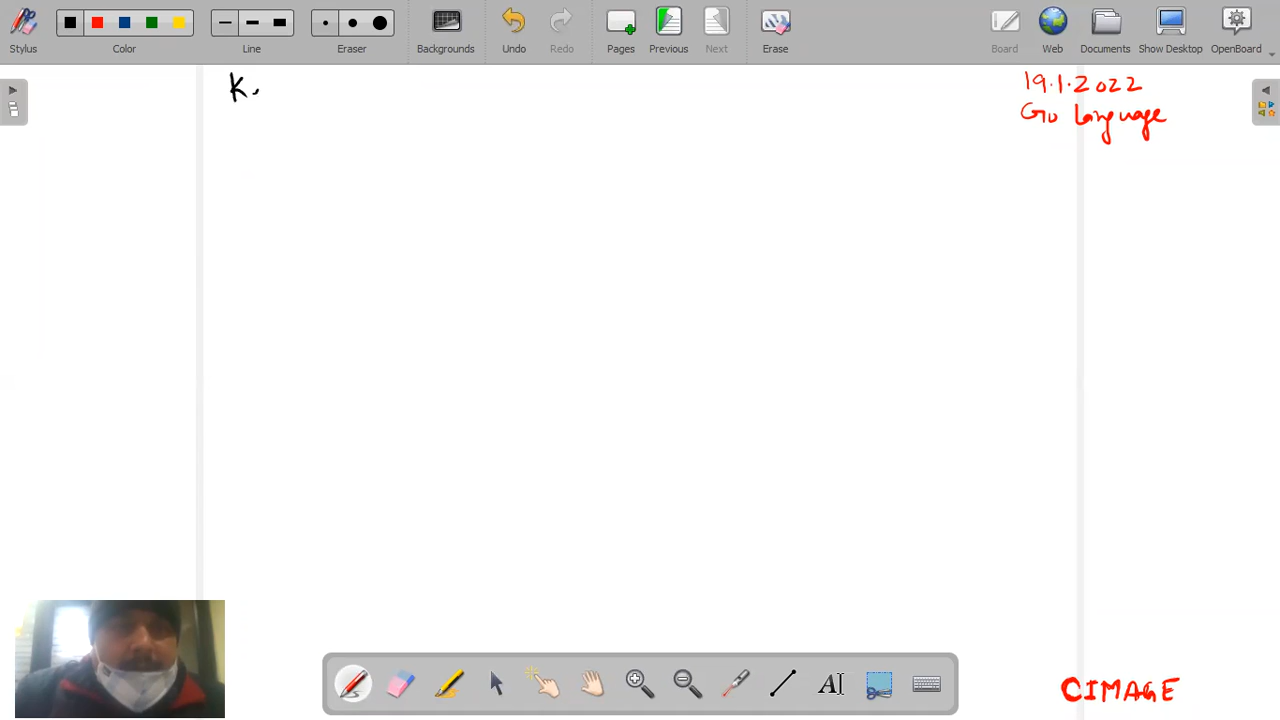 Stylus
Color
Line
Eraser
Backgrounds
Undo
Redo
Pages
Previous
Next
Erase
Board
Web
Documents
Show Desktop
OpenBoard
K.
19.1.2022
Go Language
AI
CIMAGE